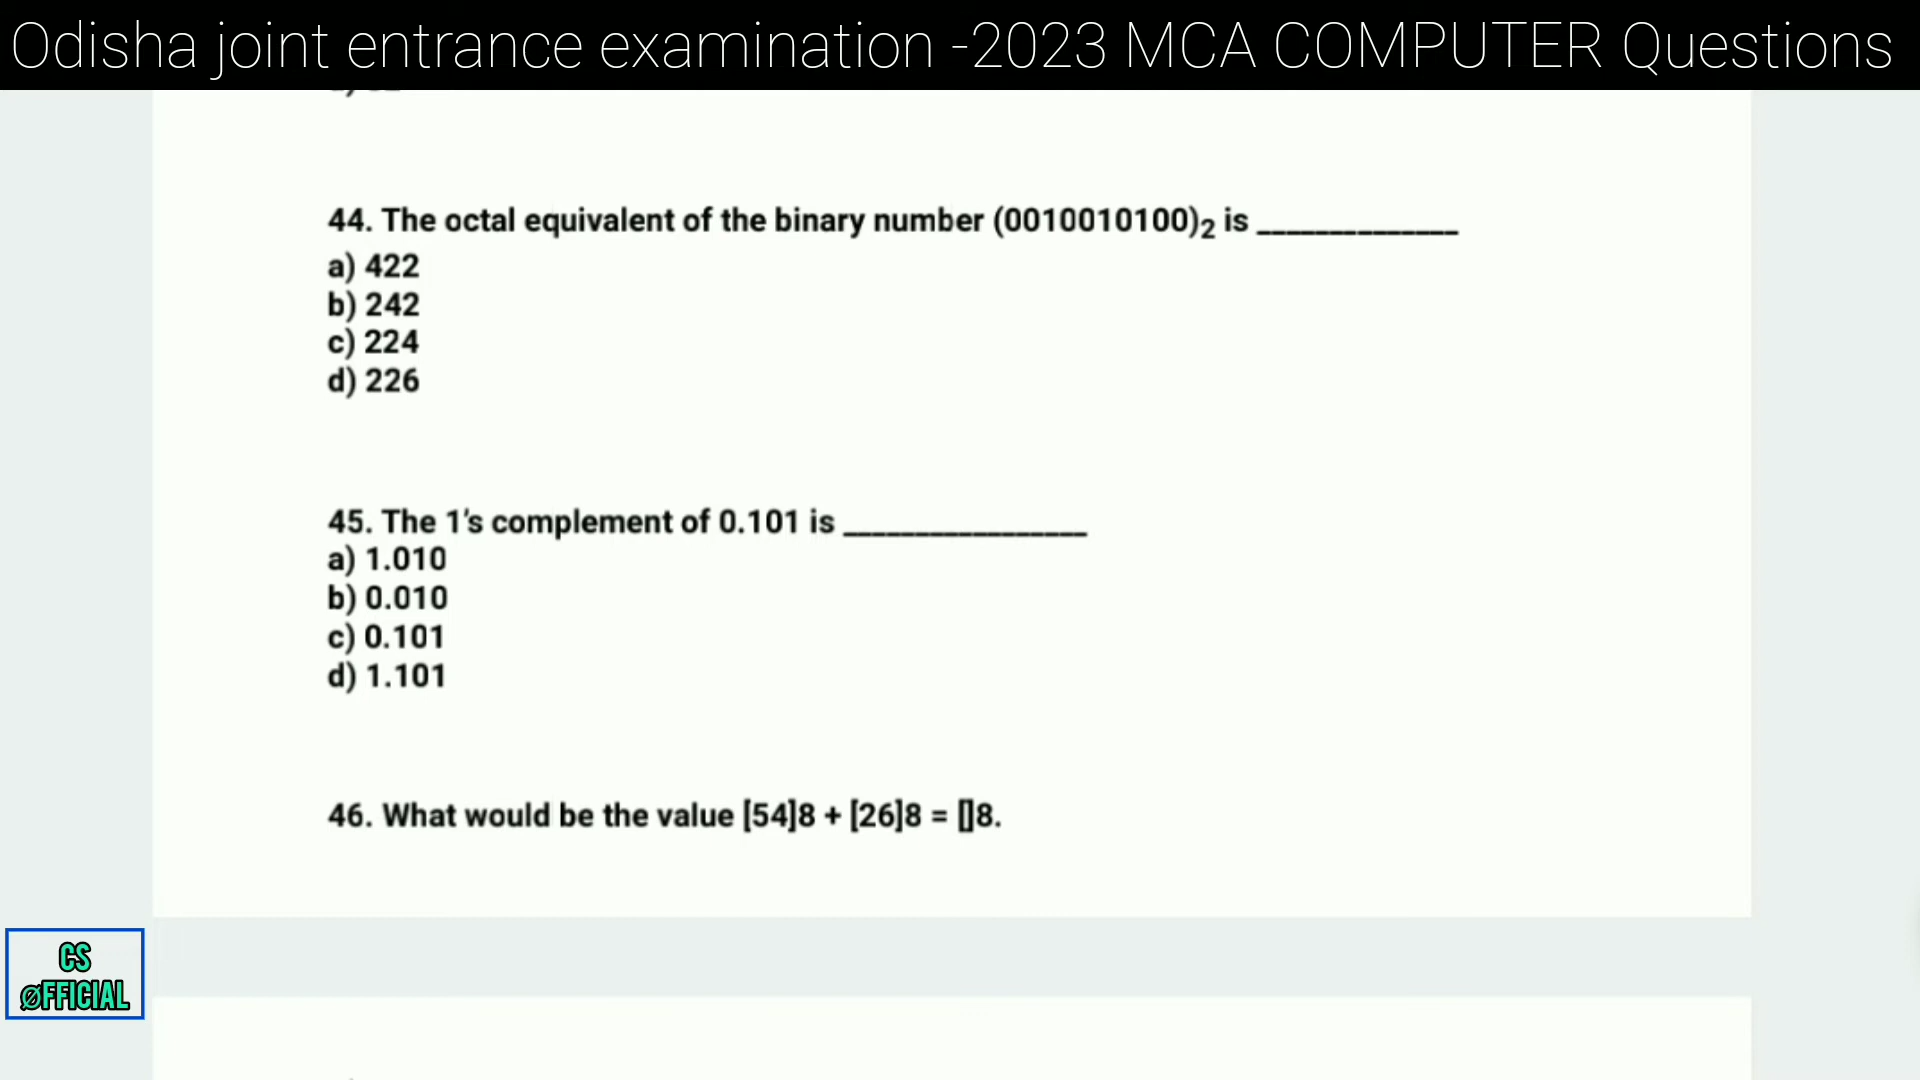 Odisha joint entrance examination -2023 MCA COMPUTER Questions
44. The octal equivalent of the binary number (0010010100)2 is ______________
a) 422
b) 242
c) 224
d) 226
45. The 1's complement of 0.101 is _________________
a) 1.010
b) 0.010
c) 0.101
d) 1.101
46. What would be the value [54]8 + [26]8 = []8.
CS
ØFFICIAL